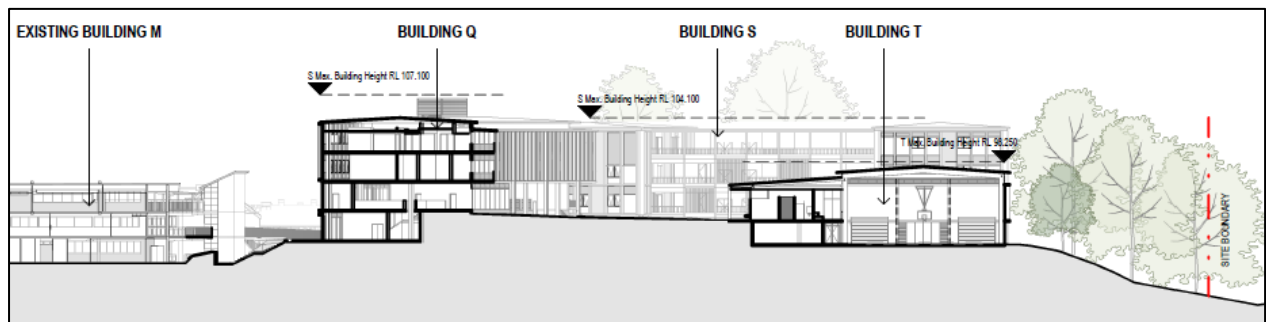 EXISTING BUILDING M
BUILDING Q
BUILDING S
BUILDING T
S Max. Building Height RL 107.100
S Max. Building Height RL 104.100
T Max. Building Height RL 98.250
SITE BOUNDARY